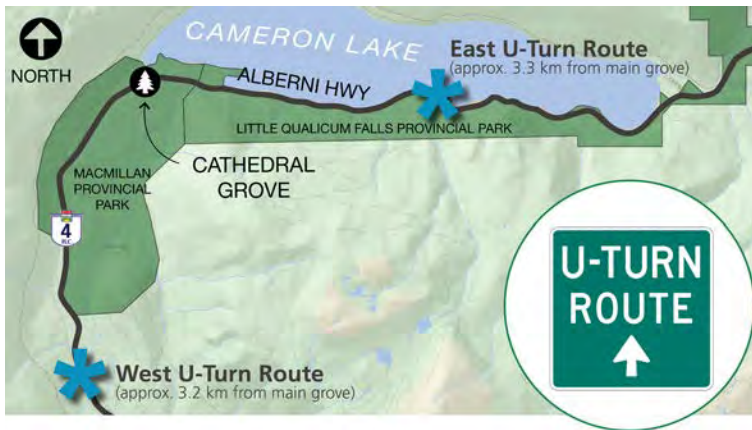 NORTH
CAMERON LAKE
East U-Turn Route
(approx. 3.3 km from main grove)
ALBERNI HWY
LITTLE QUALICUM FALLS PROVINCIAL PARK
CATHEDRAL
GROVE
MACMILLAN
PROVINCIAL
PARK
4
U-TURN
ROUTE
West U-Turn Route
(approx. 3.2 km from main grove)